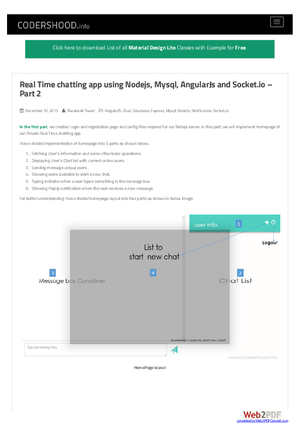 CODERSHOOD.info
Click here to download List of all Material Design Lite Classes with Example for Free.
Real Time chatting app using Nodejs, Mysql, AngularJs and Socket.io –
Part 2
December 10, 2015 Shashank Tiwari AngularJS, Chat, Database, Express, Mysql, NodeJs, Notification, Socket.io
In the first part, we created Login and registration page and config files required for our Nodejs server. In this part, we will implement Homepage of
our Private Real Time chatting app.
I have divided implementation of homepage into 6 parts as shown below.
1. Fetching User's information and some other basic operations.
2. Displaying User's Chat list with current online users.
3. Sending message and
4. Showing users available to start a new chat.
5. Typing Indicator when a user types something in the message box.
6. Showing PopUp notification when the user receives a new message.
For better understanding I have divided homepage layout into four parts as shown in below image.
user info. 1
Logout
List to
start new chat
3 4 2
Message box Container
Chat List
Type your message here
www.codershood.info
HomePage layout
Web2PDF
converted by Web2PDFConvert.com